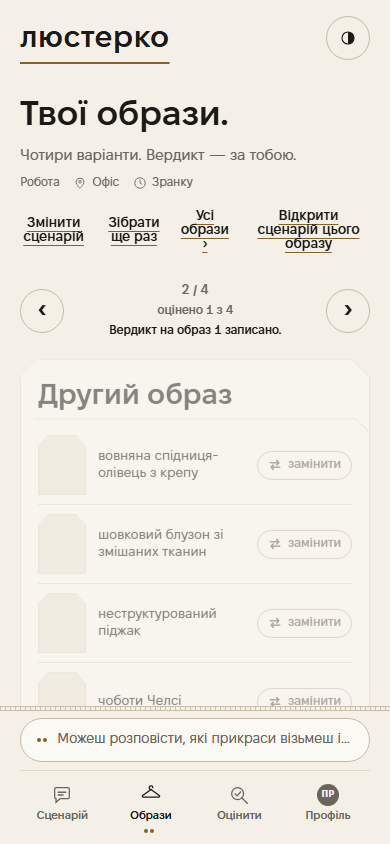 люстерко
Твої образи.
Чотири варіанти. Вердикт — за тобою.
Робота Офіс Зранку
Змінити
сценарій
Зібрати
ще раз
Усі
образи
›
Відкрити
сценарій цього
образу
‹
2 / 4
оцінено 1 з 4
Вердикт на образ 1 записано.
›
Другий образ
вовняна спідниця-
олівець з крепу
замінити
шовковий блузон зі
змішаних тканин
замінити
неструктурований
піджак
замінити
чоботи Челсі
замінити
Можеш розповісти, які прикраси візьмеш і…
Сценарій
Образи
Оцінити
ПР
Профіль